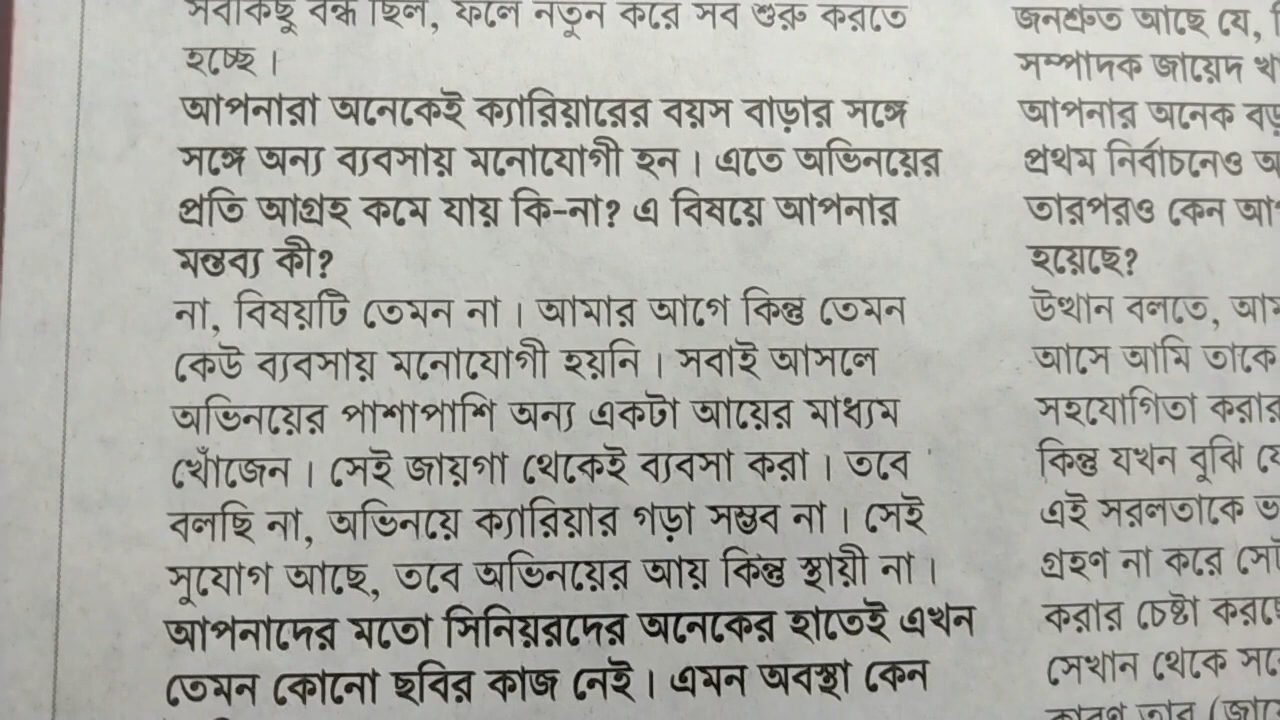 সবকিছু বন্ধ ছিল, ফলে নতুন করে সব শুরু করতে
হচ্ছে।
আপনারা অনেকেই ক্যারিয়ারের বয়স বাড়ার সঙ্গে
সঙ্গে অন্য ব্যবসায় মনোযোগী হন। এতে অভিনয়ের
প্রতি আগ্রহ কমে যায় কি-না? এ বিষয়ে আপনার
মন্তব্য কী?
না, বিষয়টি তেমন না। আমার আগে কিন্তু তেমন
কেউ ব্যবসায় মনোযোগী হয়নি। সবাই আসলে
অভিনয়ের পাশাপাশি অন্য একটা আয়ের মাধ্যম
খোঁজেন। সেই জায়গা থেকেই ব্যবসা করা। তবে
বলছি না, অভিনয়ে ক্যারিয়ার গড়া সম্ভব না। সেই
সুযোগ আছে, তবে অভিনয়ের আয় কিন্তু স্থায়ী না।
আপনাদের মতো সিনিয়রদের অনেকের হাতেই এখন
তেমন কোনো ছবির কাজ নেই। এমন অবস্থা কেন
জনশ্রুত আছে যে,
সম্পাদক জায়েদ
আপনার অনেক
প্রথম নির্বাচনেও
তারপরও কেন
হয়েছে?
উত্থান বলতে,
আসে আমি তাকে
সহযোগিতা করার
কিন্তু যখন বুঝি
এই সরলতাকে
গ্রহণ না করে
করার চেষ্টা
সেখান থেকে
কারণ তার